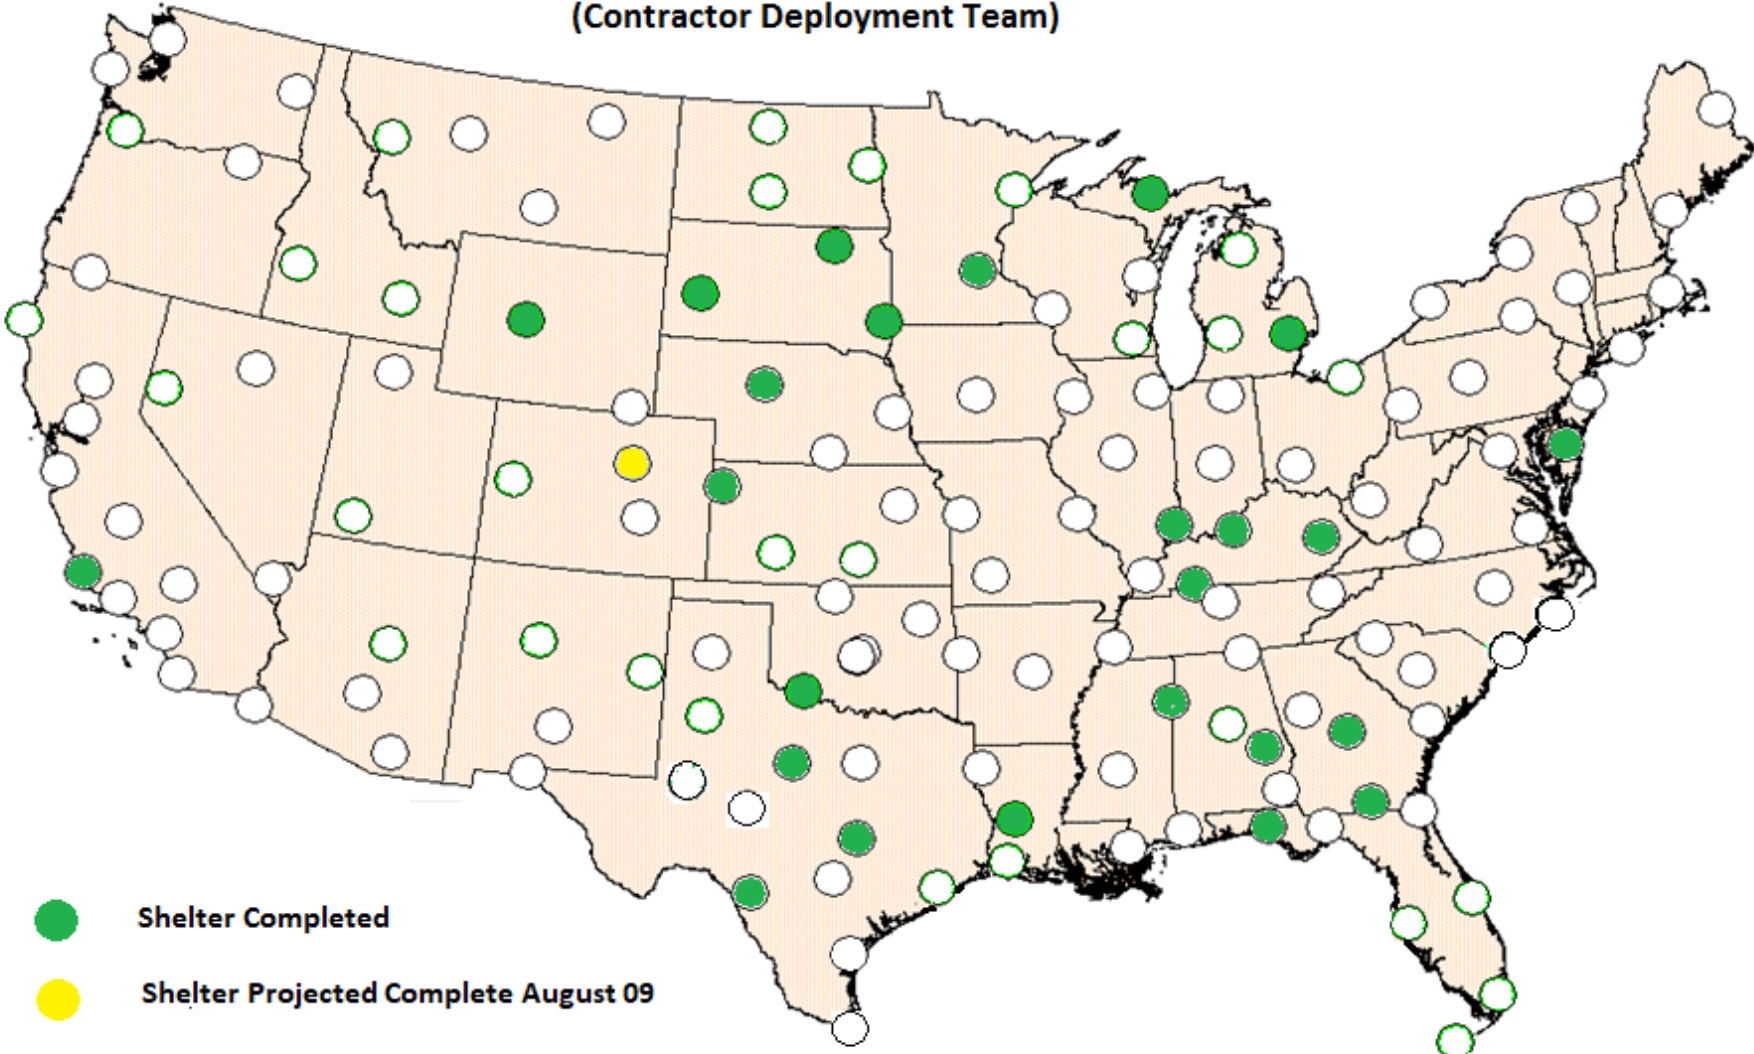 (Contractor Deployment Team)
Shelter Completed
Shelter Projected Complete August 09